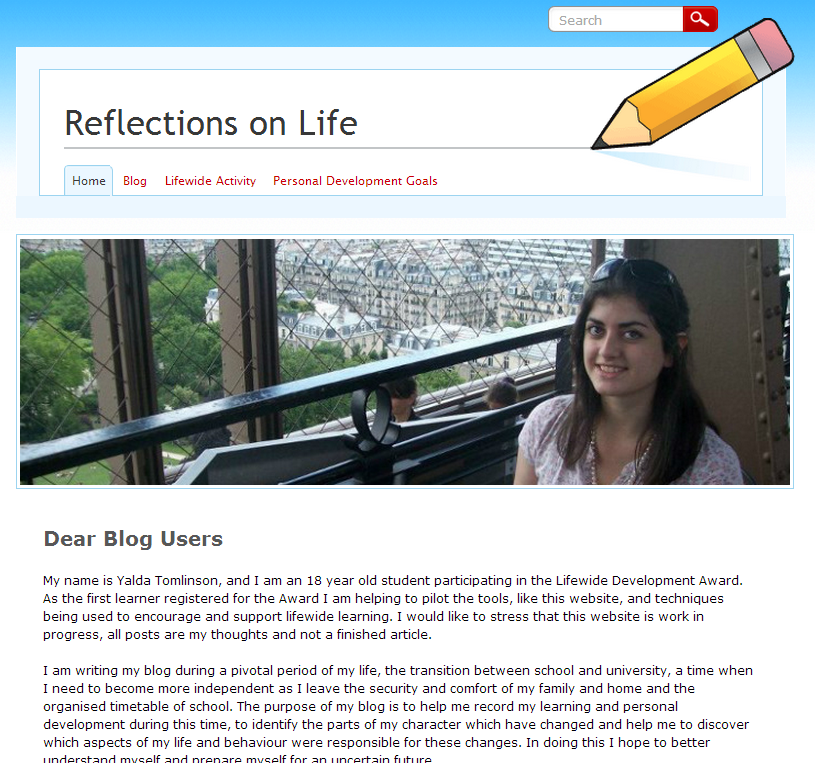 Search
Reflections on Life
Home Blog Lifewide Activity Personal Development Goals
Dear Blog Users
My name is Yalda Tomlinson, and I am an 18 year old student participating in the Lifewide Development Award.
As the first learner registered for the Award I am helping to pilot the tools, like this website, and techniques
being used to encourage and support lifewide learning. I would like to stress that this website is work in
progress, all posts are my thoughts and not a finished article.
I am writing my blog during a pivotal period of my life, the transition between school and university, a time when
I need to become more independent as I leave the security and comfort of my family and home and the
organised timetable of school. The purpose of my blog is to help me record my learning and personal
development during this time, to identify the parts of my character which have changed and help me to discover
which aspects of my life and behaviour were responsible for these changes. In doing this I hope to better
understand myself and prepare myself for an uncertain future